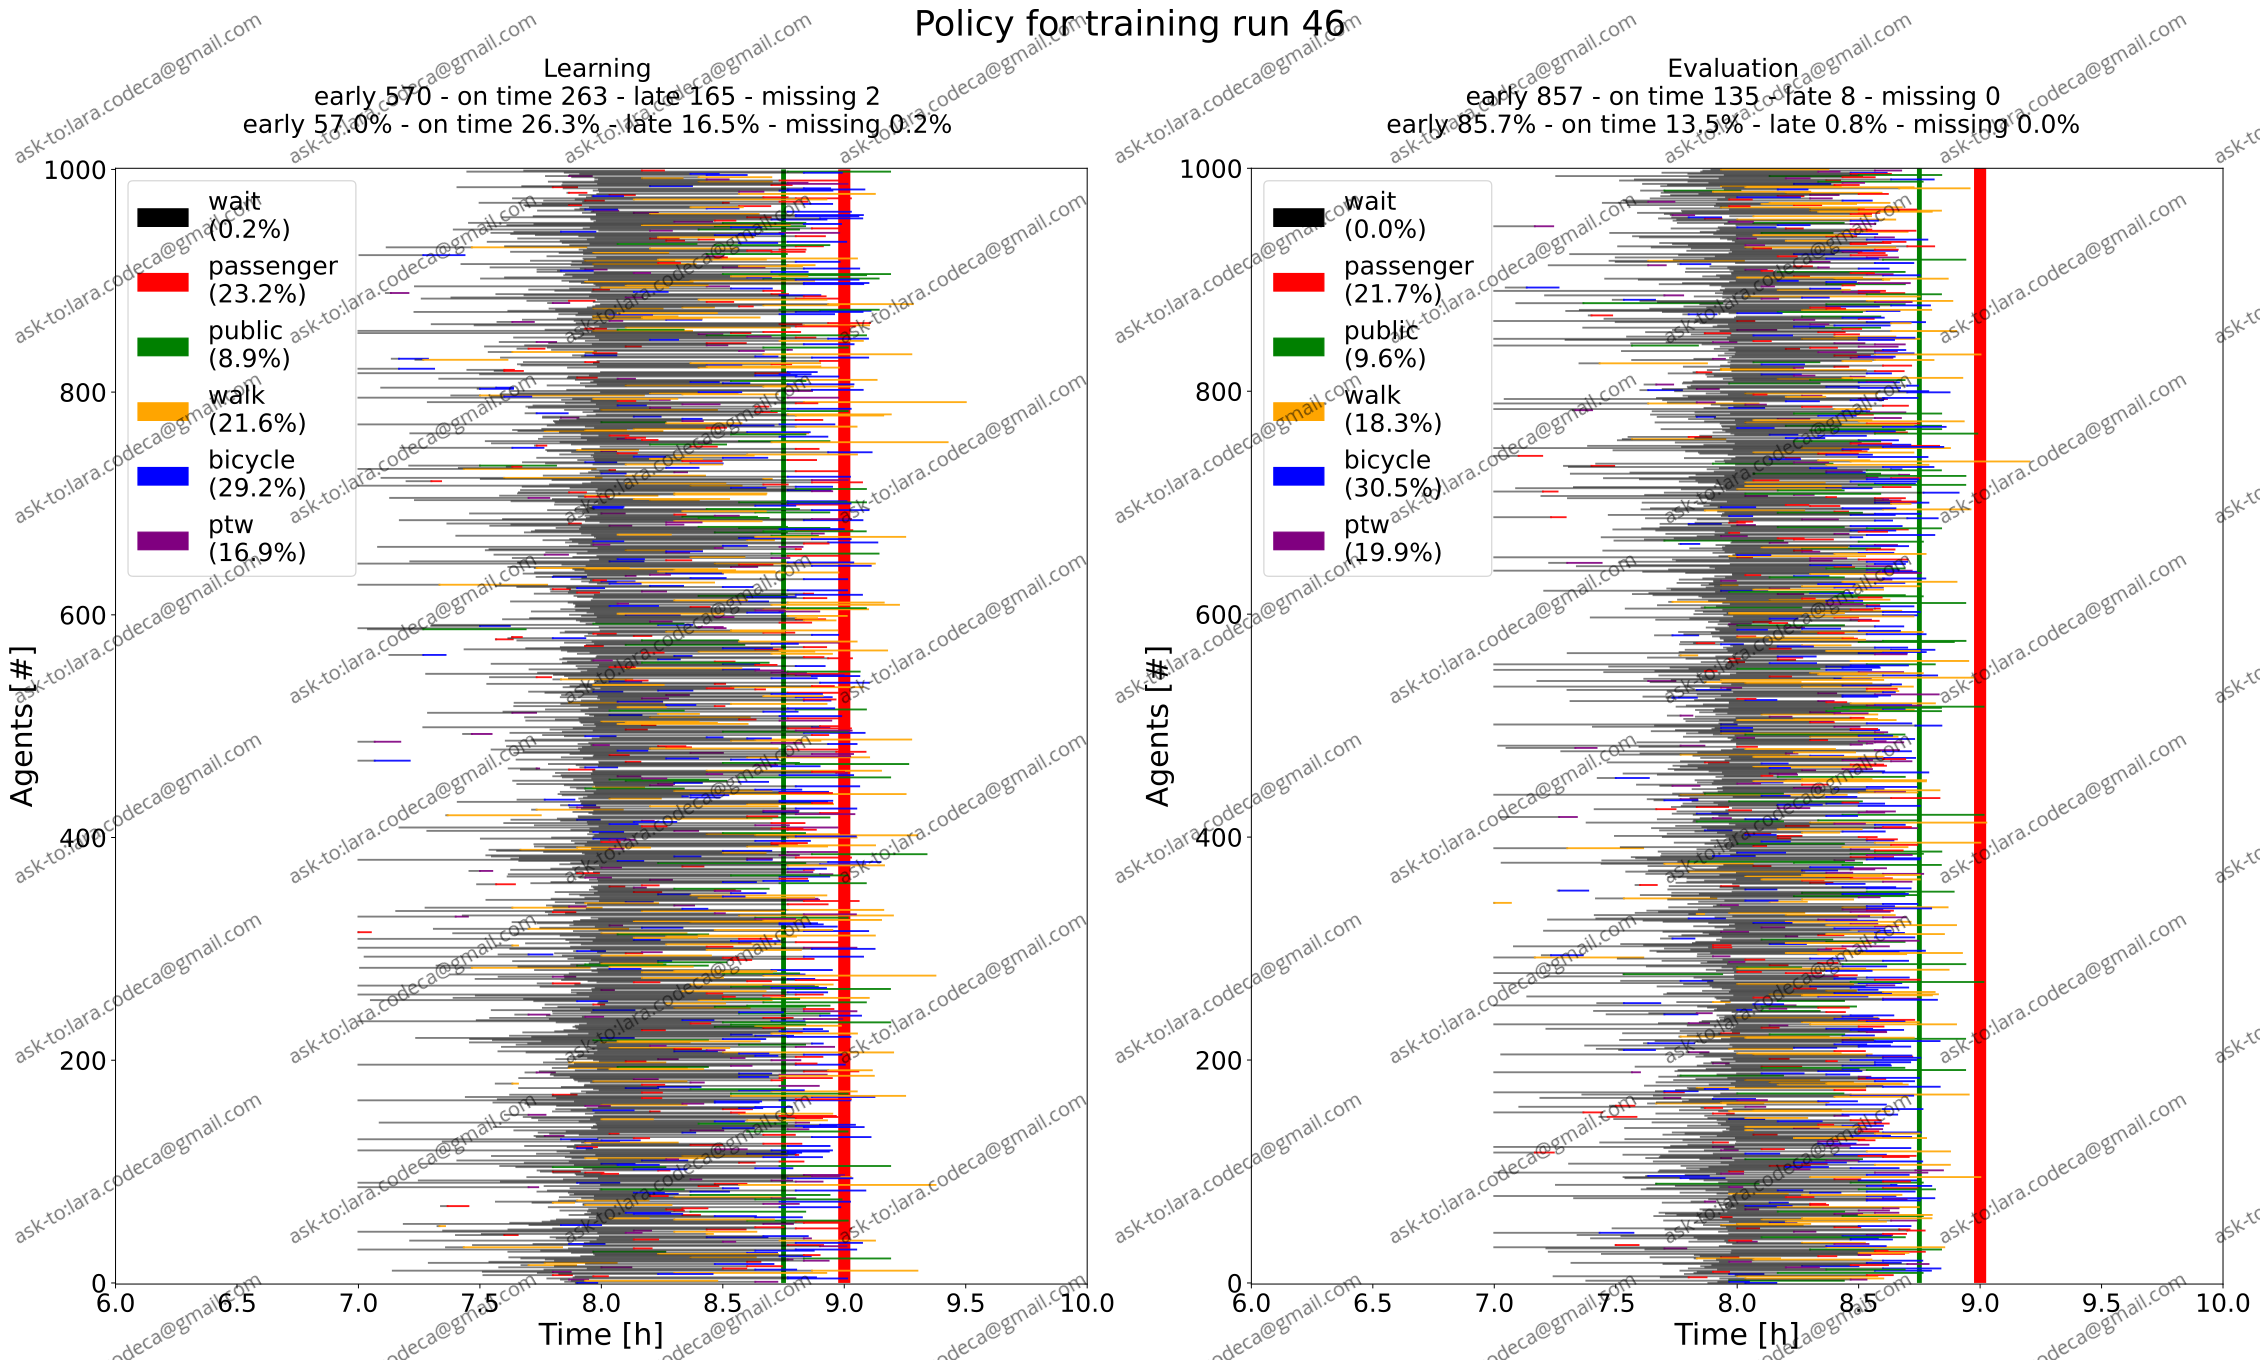 Policy for training run 46
Learning
early 570 - on time 263 - late 165 - missing 2
early 57.0% - on time 26.3% - late 16.5% - missing 0.2%
1000
800
600
400
200
0
Agents [#]
wait
(0.2%)
passenger
(23.2%)
public
(8.9%)
walk
(21.6%)
bicycle
(29.2%)
ptw
(16.9%)
6.0 6.5 7.0 7.5 8.0 8.5 9.0 9.5 10.0
Time [h]
Evaluation
early 857 - on time 135 - late 8 - missing 0
early 85.7% - on time 13.5% - late 0.8% - missing 0.0%
1000
800
600
400
200
0
Agents [#]
wait
(0.0%)
passenger
(21.7%)
public
(9.6%)
walk
(18.3%)
bicycle
(30.5%)
ptw
(19.9%)
6.0 6.5 7.0 7.5 8.0 8.5 9.0 9.5 10.0
Time [h]
ask-to:lara.codeca@gmail.com